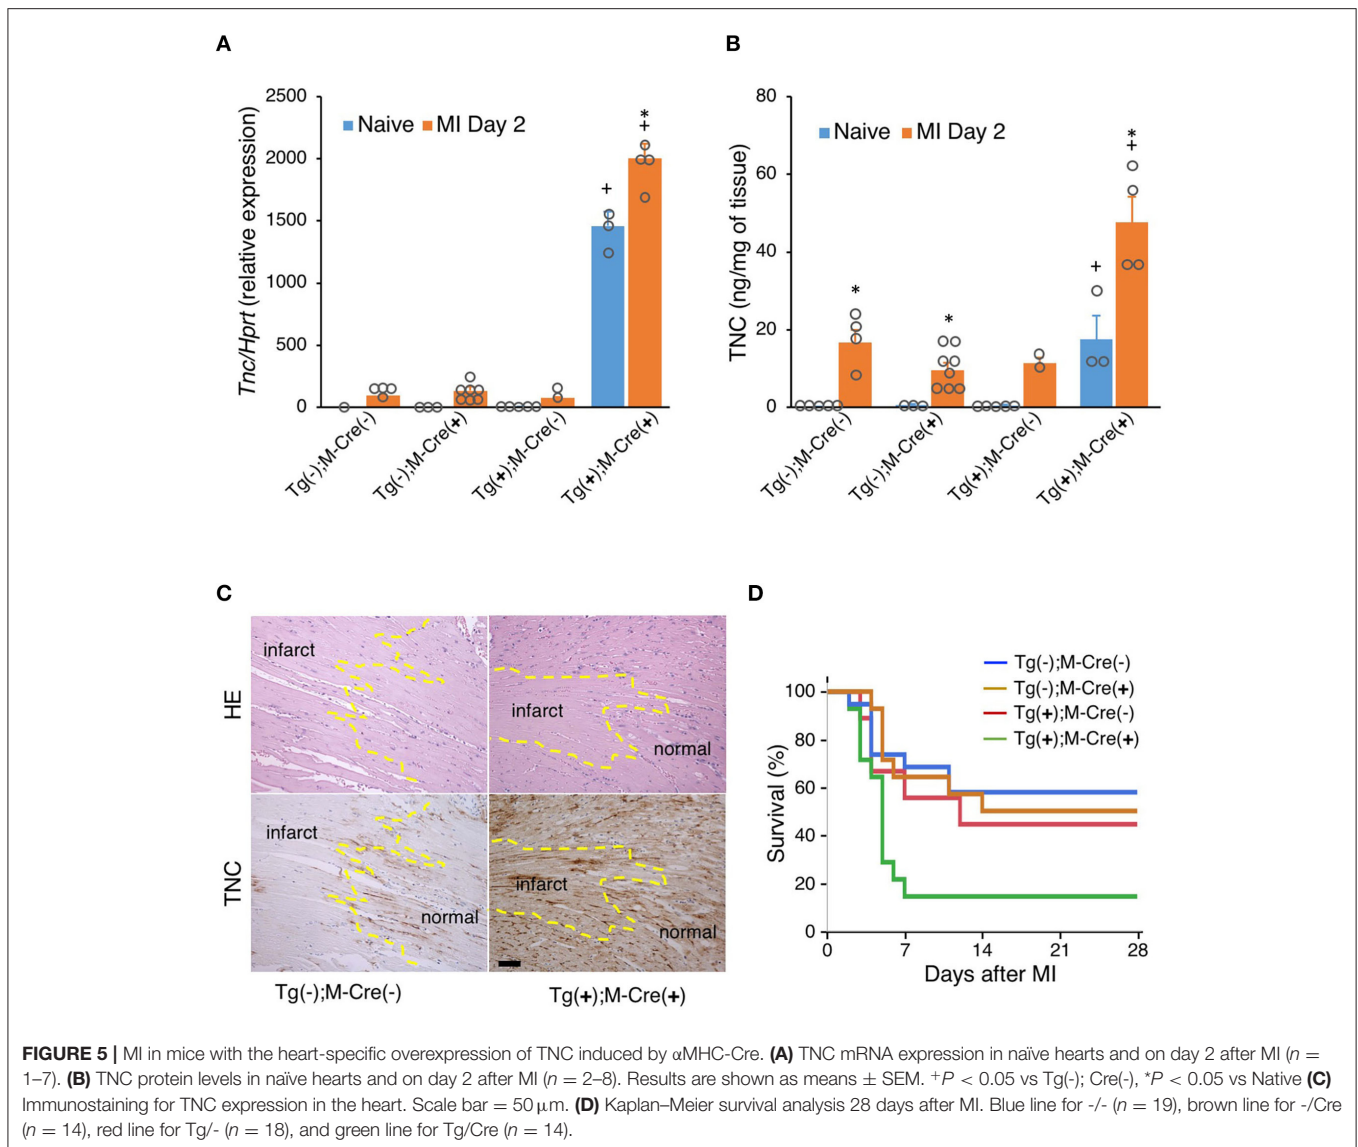 A
2500
2000
1500
1000
500
0
Tnc/Hprt (relative expression)
Naive
MI Day 2
+
*
+
Tg(-);M-Cre(-)
Tg(-);M-Cre(+)
Tg(+);M-Cre(-)
Tg(+);M-Cre(+)
B
80
60
40
20
0
TNC (ng/mg of tissue)
Naive
MI Day 2
*
*
+
*
+
Tg(-);M-Cre(-)
Tg(-);M-Cre(+)
Tg(+);M-Cre(-)
Tg(+);M-Cre(+)
C
HE
infarct
infarct
normal
TNC
infarct
normal
infarct
normal
Tg(-);M-Cre(-)
Tg(+);M-Cre(+)
D
Tg(-);M-Cre(-)
Tg(-);M-Cre(+)
Tg(+);M-Cre(-)
Tg(+);M-Cre(+)
100
80
60
40
20
0
Survival (%)
0 7 14 21 28
Days after MI
FIGURE 5 | MI in mice with the heart-specific overexpression of TNC induced by αMHC-Cre. (A) TNC mRNA expression in naïve hearts and on day 2 after MI (n =
1–7). (B) TNC protein levels in naïve hearts and on day 2 after MI (n = 2–8). Results are shown as means ± SEM. +P < 0.05 vs Tg(-); Cre(-), *P < 0.05 vs Native (C)
Immunostaining for TNC expression in the heart. Scale bar = 50 μm. (D) Kaplan–Meier survival analysis 28 days after MI. Blue line for -/- (n = 19), brown line for -/Cre
(n = 14), red line for Tg/- (n = 18), and green line for Tg/Cre (n = 14).